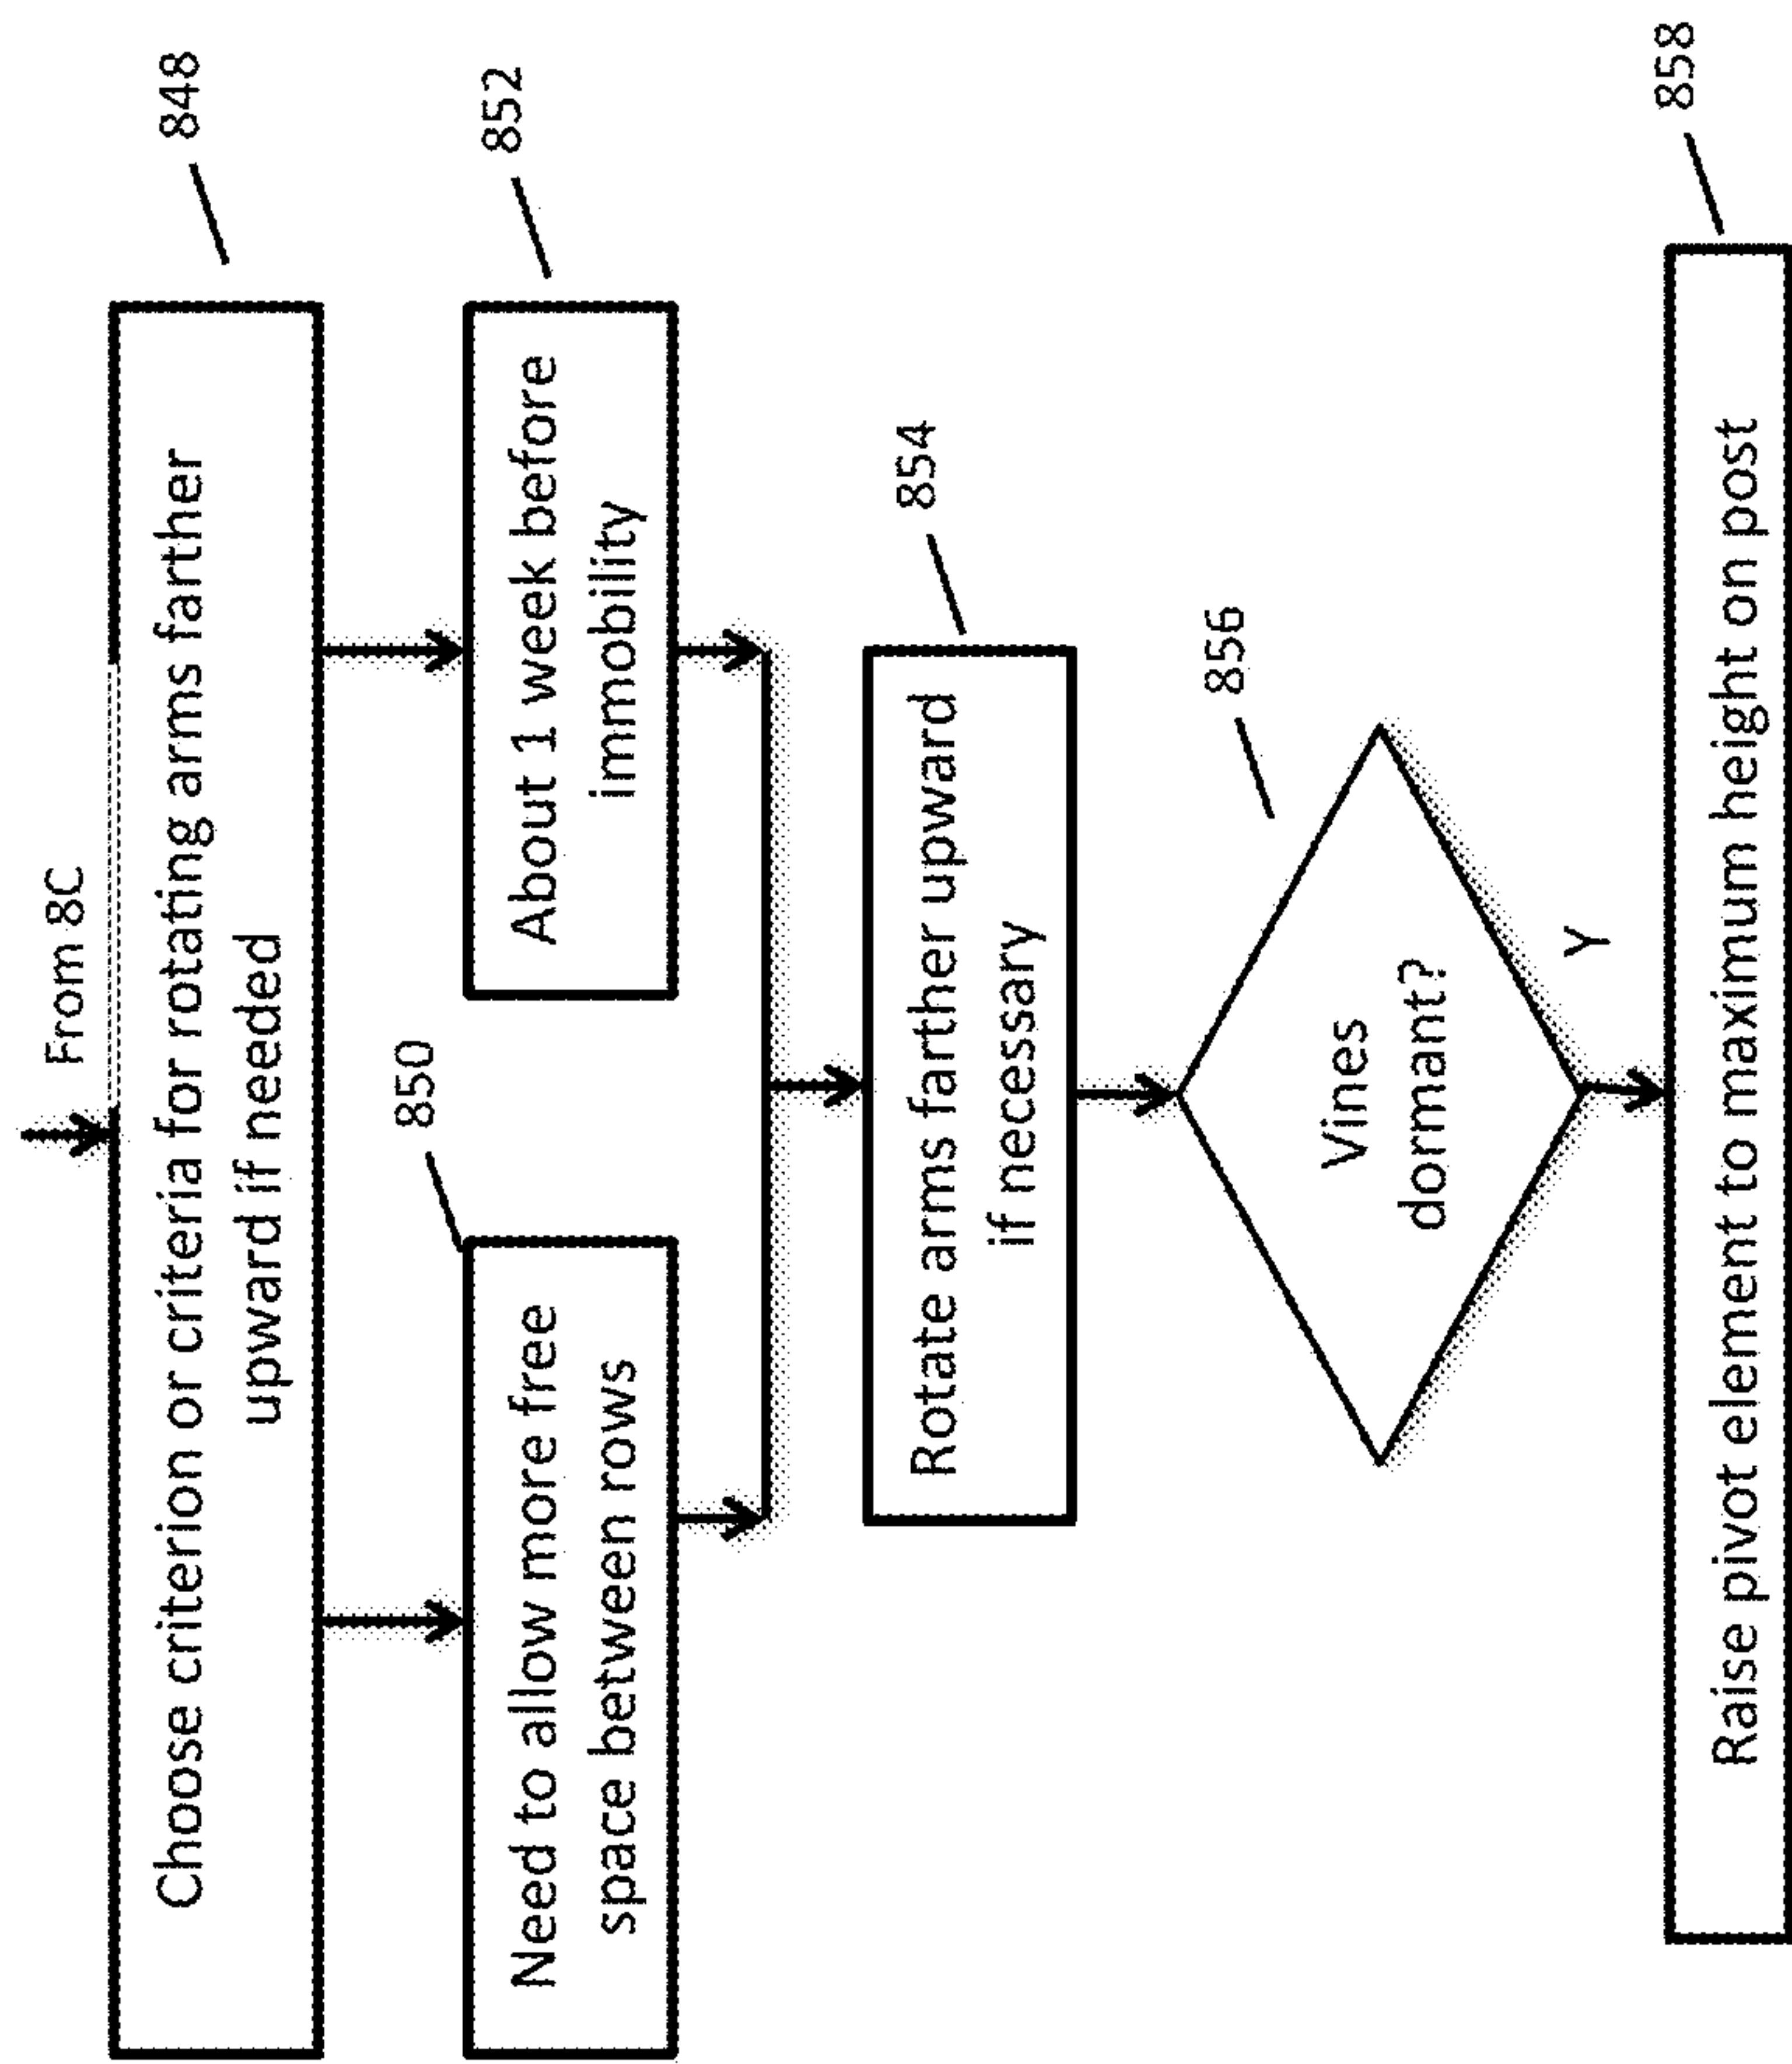 From 8C
Choose criterion or criteria for rotating arms farther
upward if needed
848
850
Need to allow more free
space between rows
About 1 week before
immobility
852
Rotate arms farther upward
if necessary
854
Vines
dormant?
856
Y
Raise pivot element to maximum height on post
858